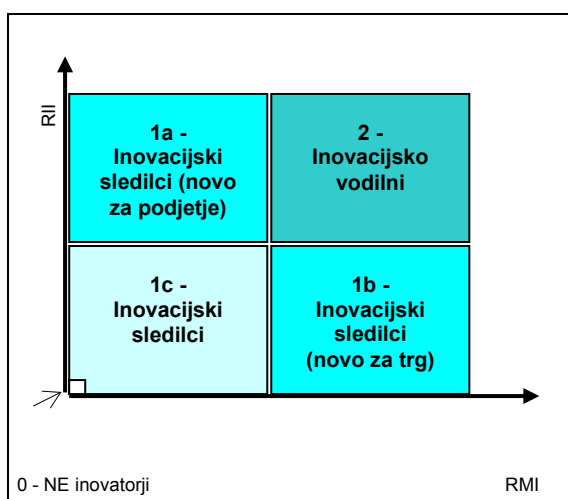 RII
1a -
Inovacijski
sledilci (novo
za podjetje)
2 -
Inovacijsko
vodilni
1c -
Inovacijski
sledilci
1b -
Inovacijski
sledilci
(novo za trg)
0 - NE inovatorji
RMI